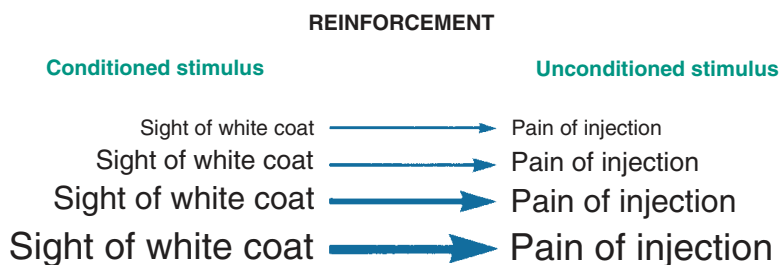 REINFORCEMENT
Conditioned stimulus Unconditioned stimulus
Sight of white coat Pain of injection
Sight of white coat Pain of injection
Sight of white coat Pain of injection
Sight of white coat Pain of injection